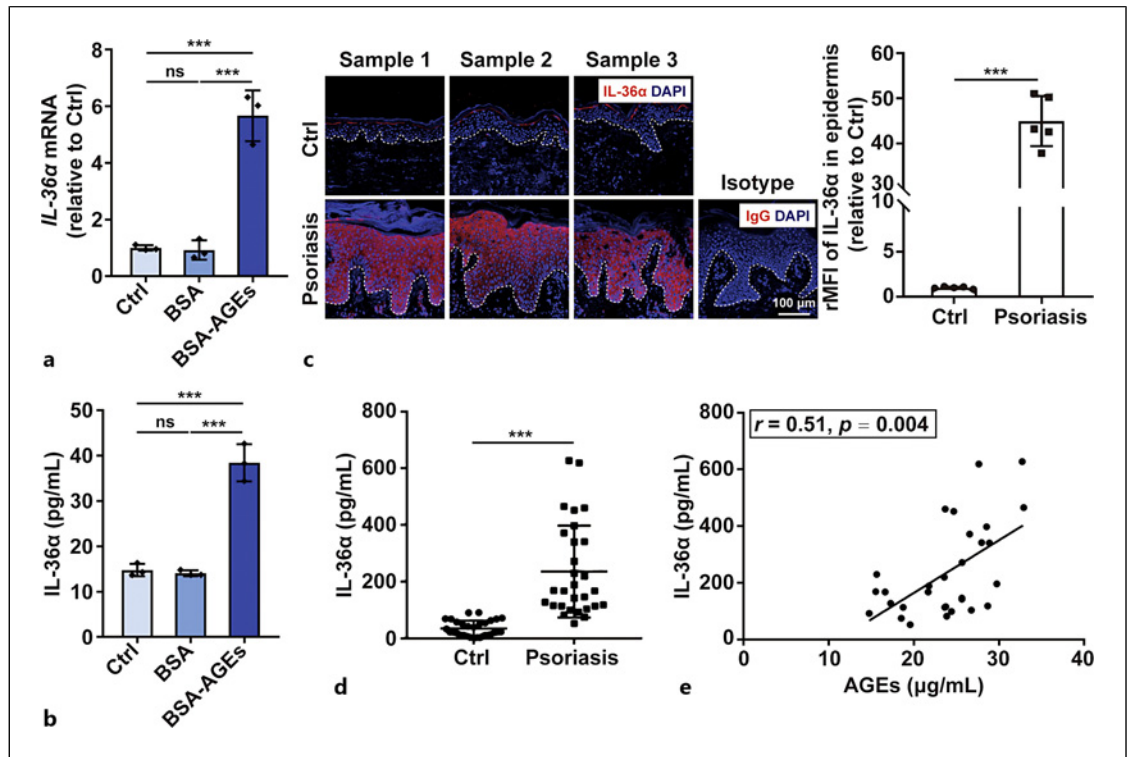 IL-36α mRNA
(relative to Ctrl)
8
6
4
2
0
***
ns
***
Ctrl
BSA
BSA-AGEs
a
Sample 1
Sample 2
Sample 3
IL-36α DAPI
Ctrl
Psoriasis
Isotype
IgG DAPI
100 µm
c
rMFI of IL-36α in epidermis
(relative to Ctrl)
60
50
40
30
10
5
0
***
Ctrl
Psoriasis
IL-36α (pg/mL)
50
40
30
20
10
0
***
ns
***
Ctrl
BSA
BSA-AGEs
b
IL-36α (pg/mL)
800
600
400
200
0
***
Ctrl
Psoriasis
d
IL-36α (pg/mL)
800
600
400
200
0
r = 0.51, p = 0.004
0
10
20
30
40
AGEs (µg/mL)
e